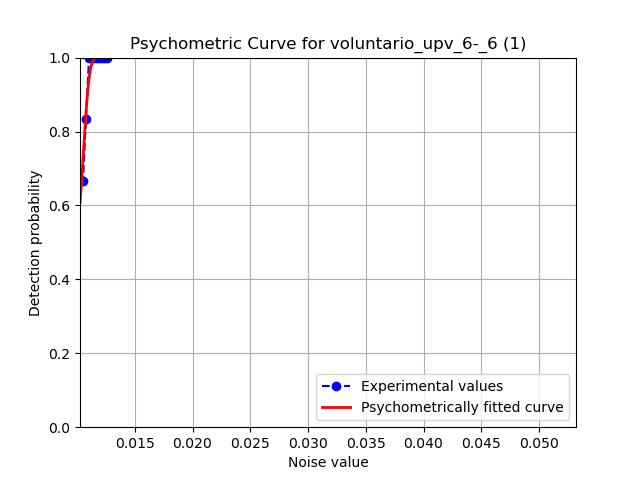 Psychometric Curve for voluntario_upv_6-_6 (1)
1.0
0.8
0.6
0.4
0.2
0.0
Detection probability
0.015 0.020 0.025 0.030 0.035 0.040 0.045 0.050
Noise value
Experimental values
Psychometrically fitted curve